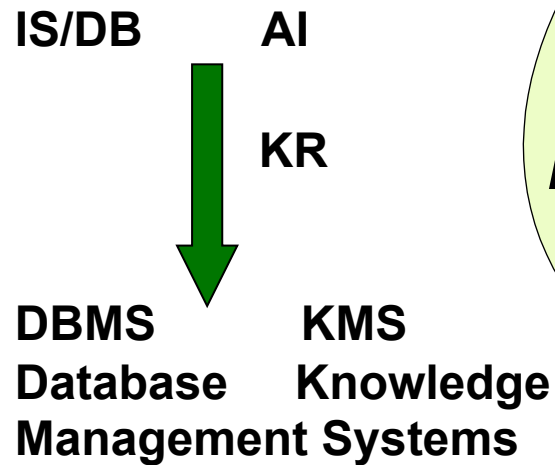 IS/DB AI
KR
DBMS KMS
Database Knowledge
Management Systems